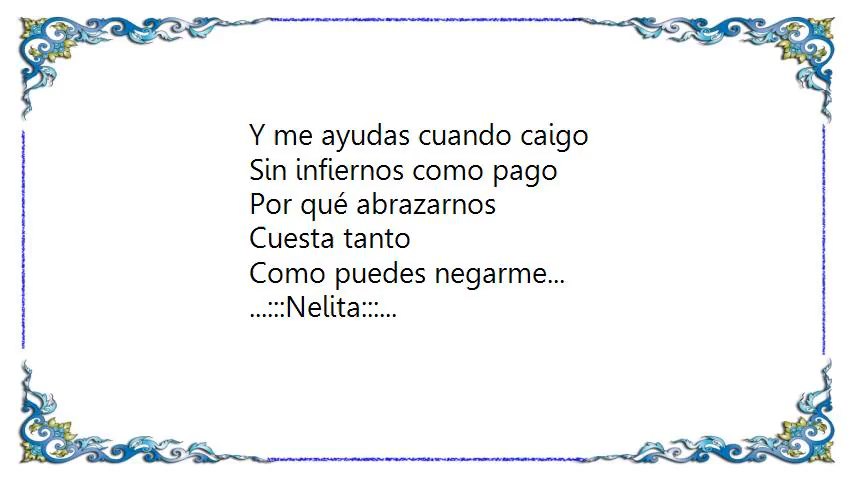 Y me ayudas cuando caigo
Sin infiernos como pago
Por qué abrazarnos
Cuesta tanto
Como puedes negarme...
...:::Nelita:::...